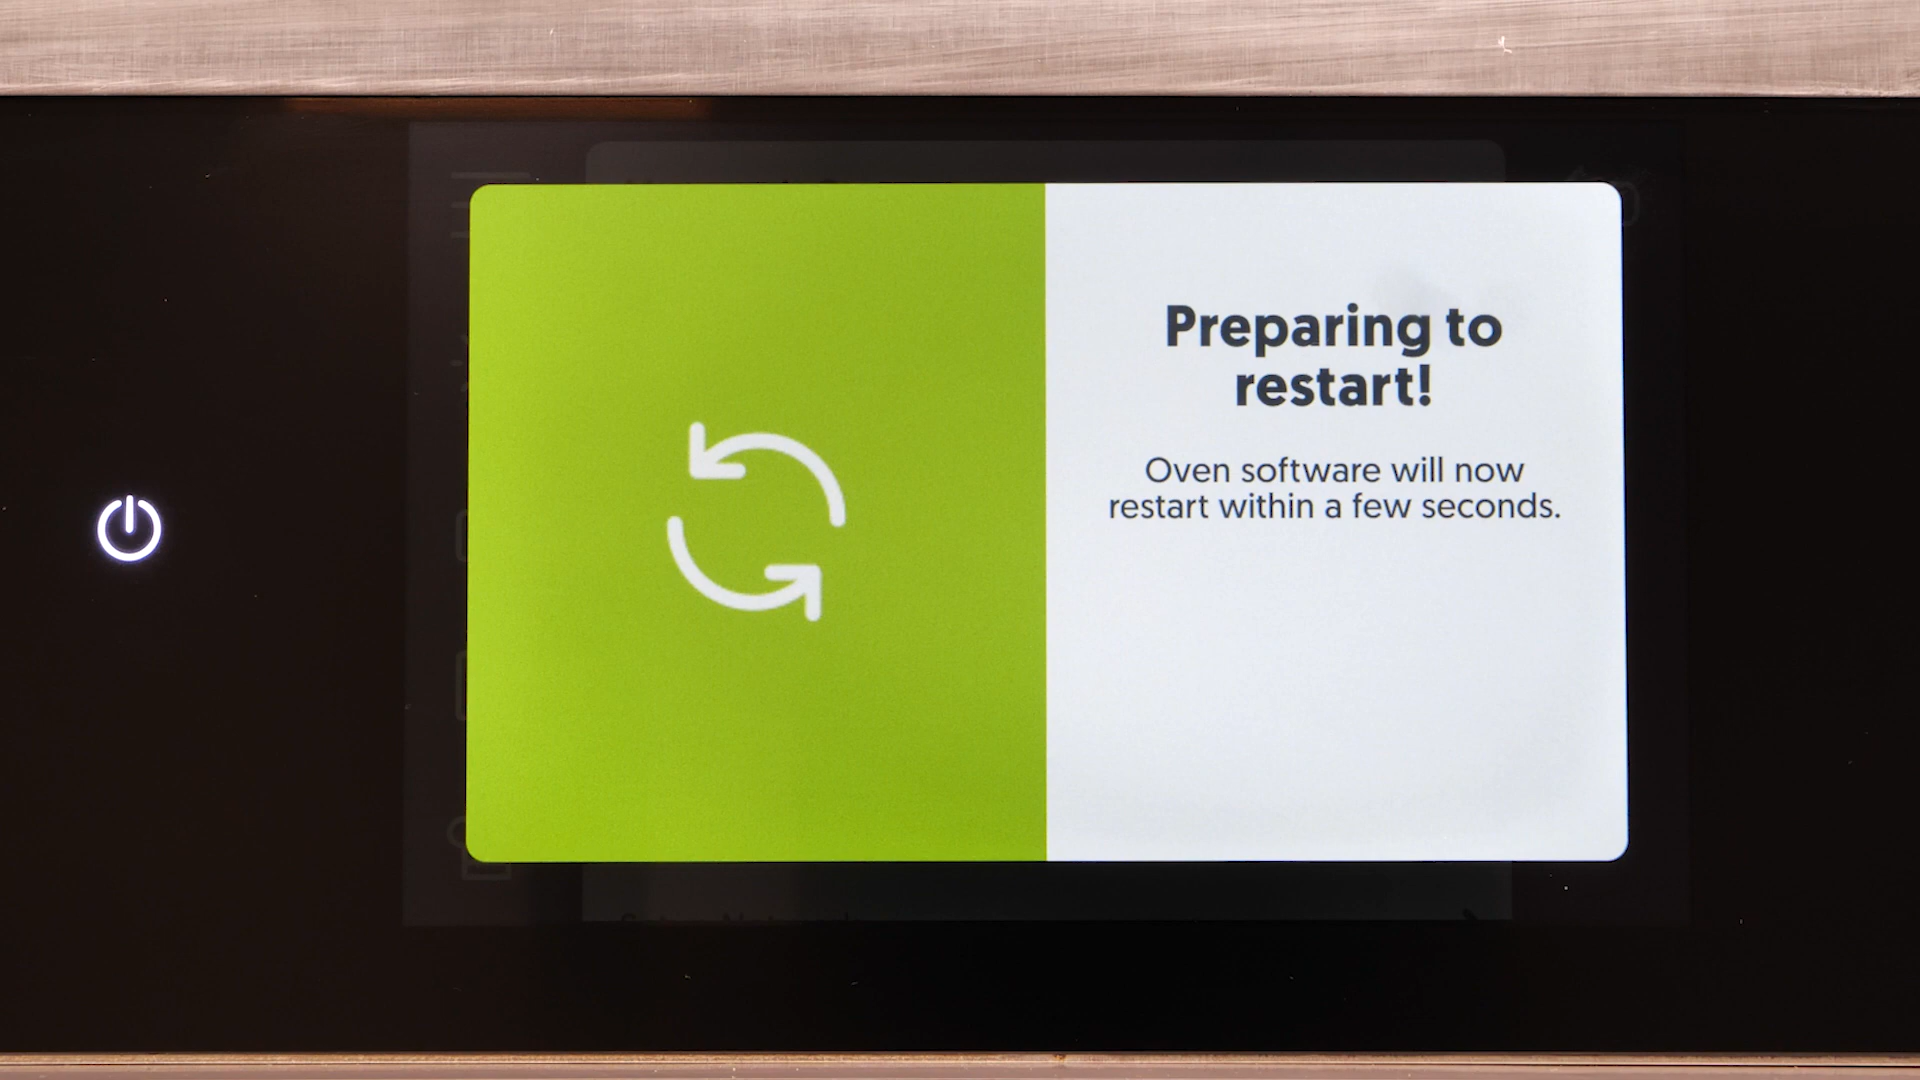 Preparing to
restart!
Oven software will now
restart within a few seconds.